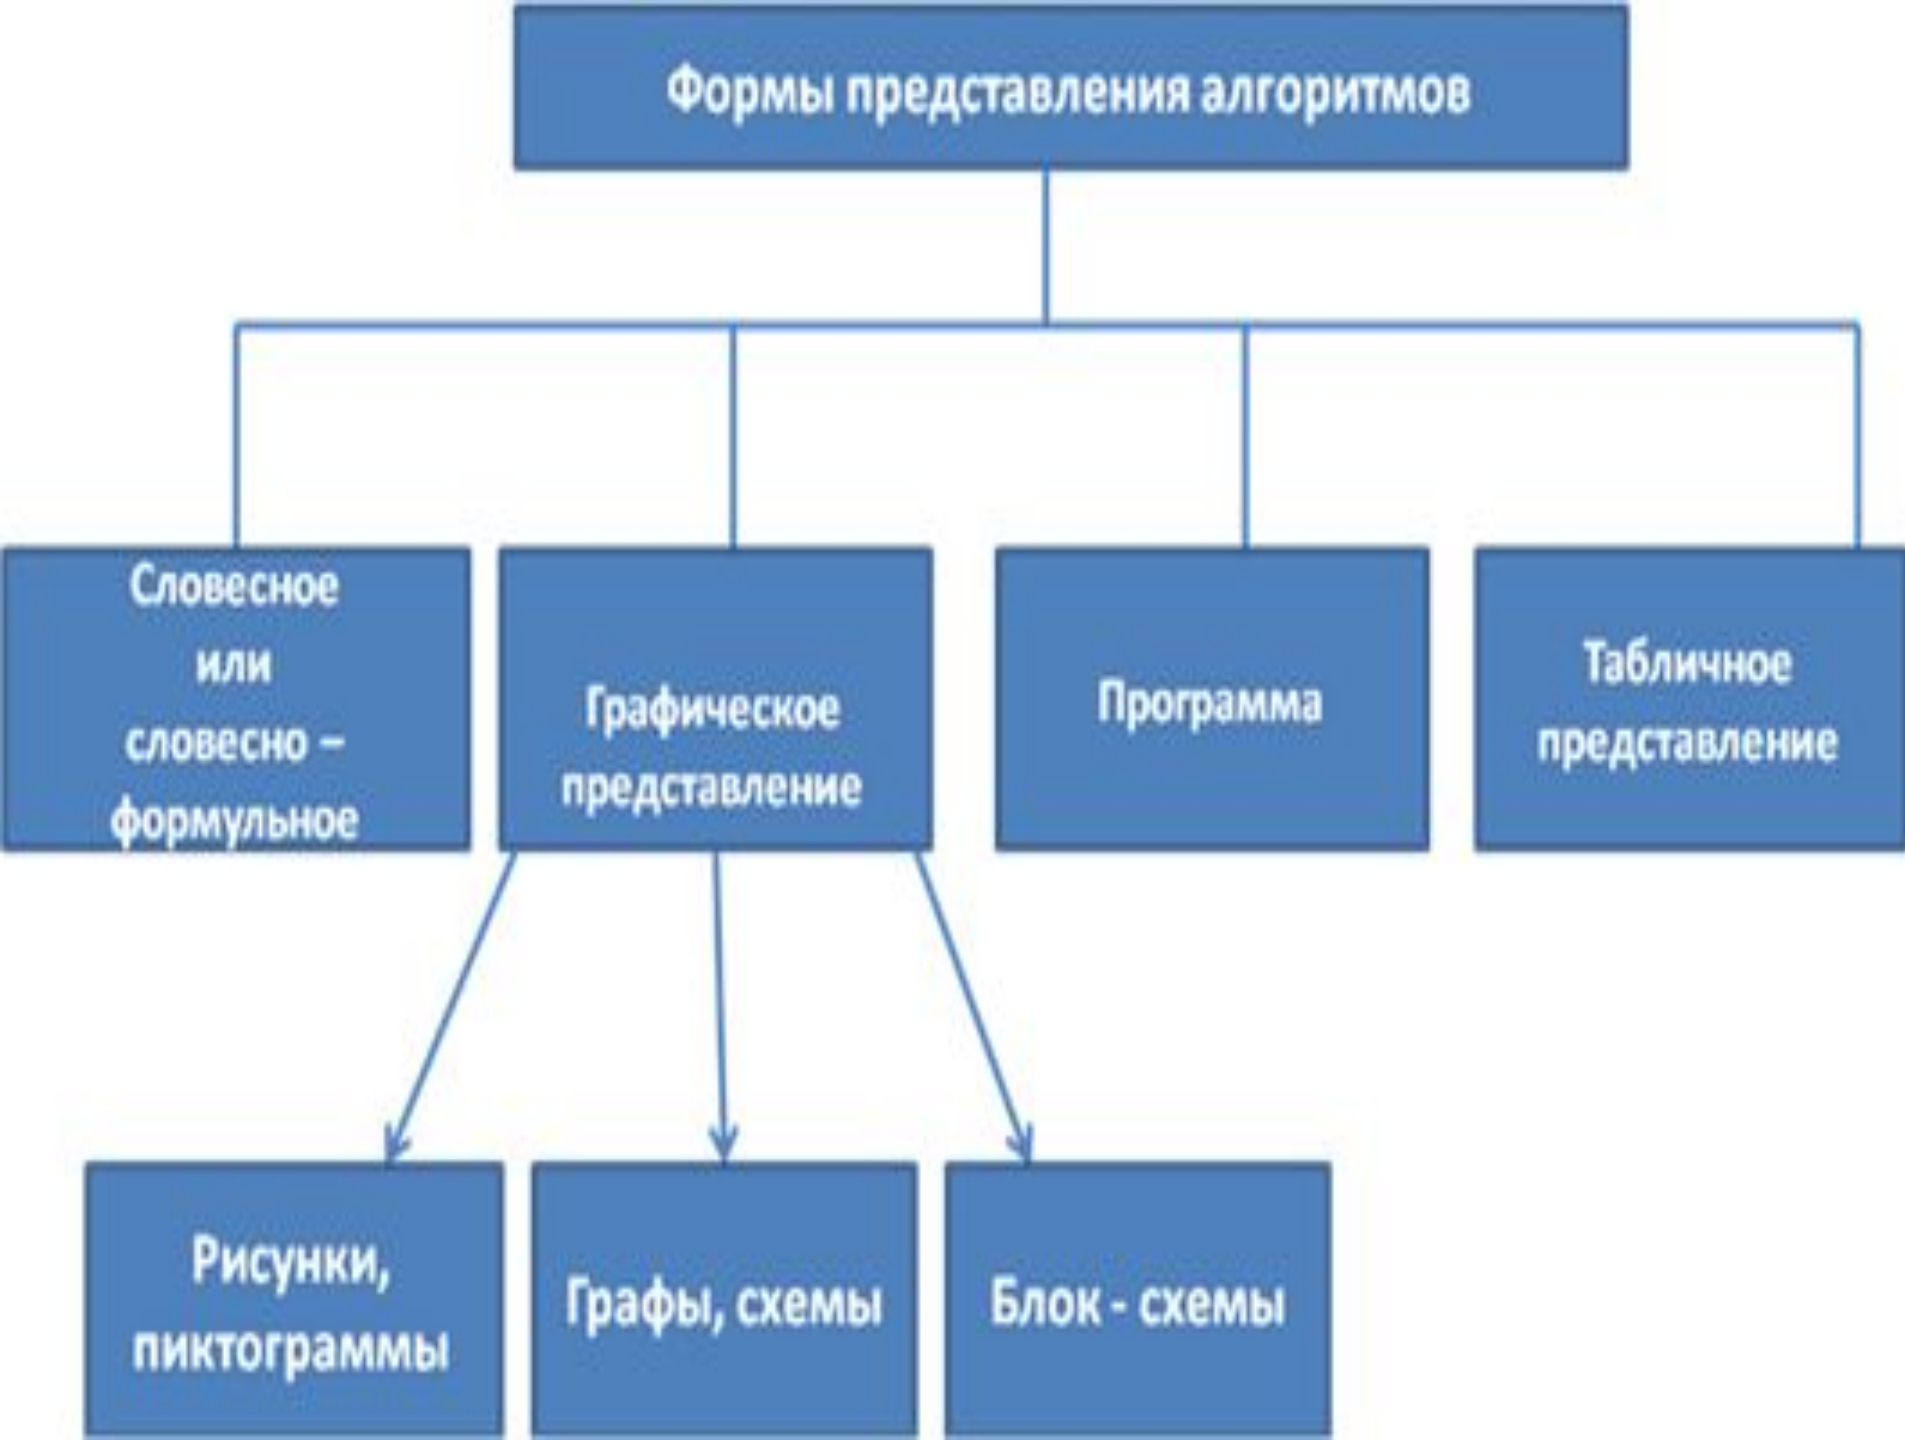 Формы представления алгоритмов
Словесное
или
словесно –
формульное
Графическое
представление
Программа
Табличное
представление
Рисунки,
пиктограммы
Графы, схемы
Блок - схемы